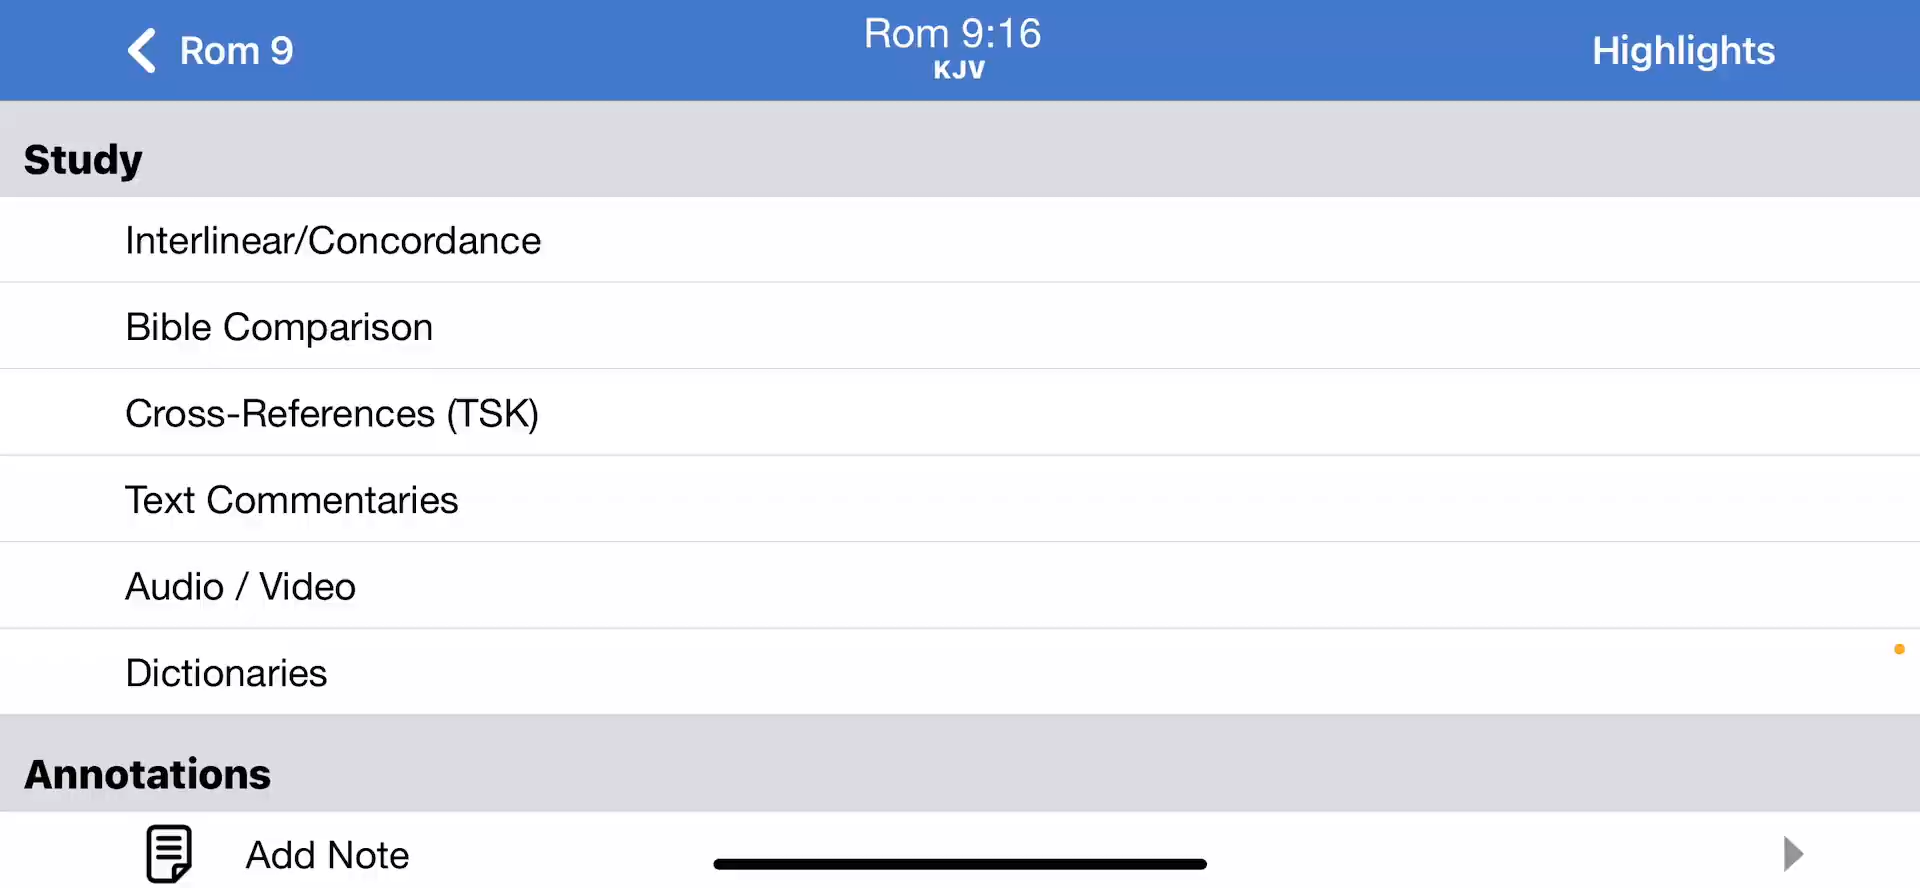 Rom 9
Rom 9:16
KJV
Highlights
Study
Interlinear/Concordance
Bible Comparison
Cross-References (TSK)
Text Commentaries
Audio / Video
Dictionaries
Annotations
Add Note